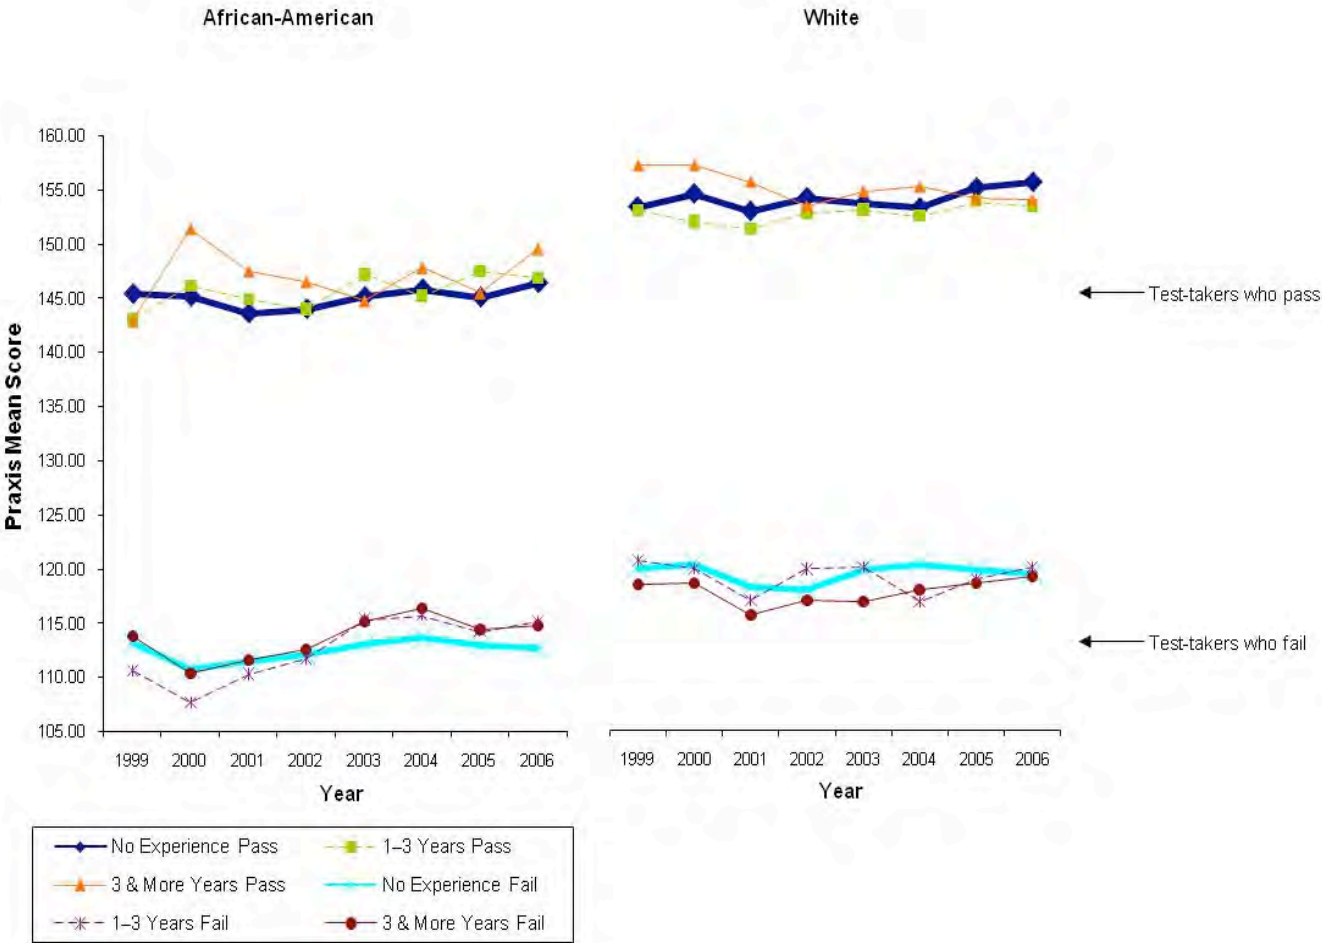 African-American
White
160.00
155.00
150.00
145.00
140.00
135.00
130.00
125.00
120.00
115.00
110.00
105.00
Praxis Mean Score
1999 2000 2001 2002 2003 2004 2005 2006
Year
1999 2000 2001 2002 2003 2004 2005 2006
Year
Test-takers who pass
Test-takers who fail
No Experience Pass
1–3 Years Pass
3 & More Years Pass
No Experience Fail
1–3 Years Fail
3 & More Years Fail